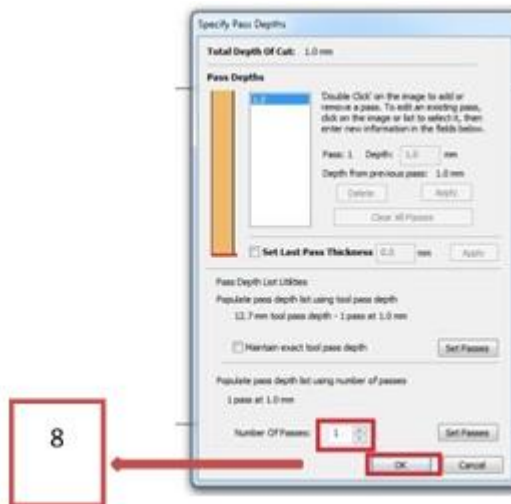 Specify Pass Depths
Total Depth Of Cut: 1.0 mm
Pass Depths
1.0
'Double Click' on the image to add or
remove a pass. To edit an existing pass,
click on the image or list to select it, then
enter new information in the fields below.
Pass: 1 Depth: 1.0 mm
Depth from previous pass: 1.0 mm
Delete Apply
Clear All Passes
Set Last Pass Thickness 0.0 mm Apply
Pass Depth List Utilities
Populate pass depth list using tool pass depth
12.7 mm tool pass depth - 1 pass at 1.0 mm
Maintain exact tool pass depth Set Passes
Populate pass depth list using number of passes
1 pass at 1.0 mm
8
Number Of Passes: 1 Set Passes
OK Cancel